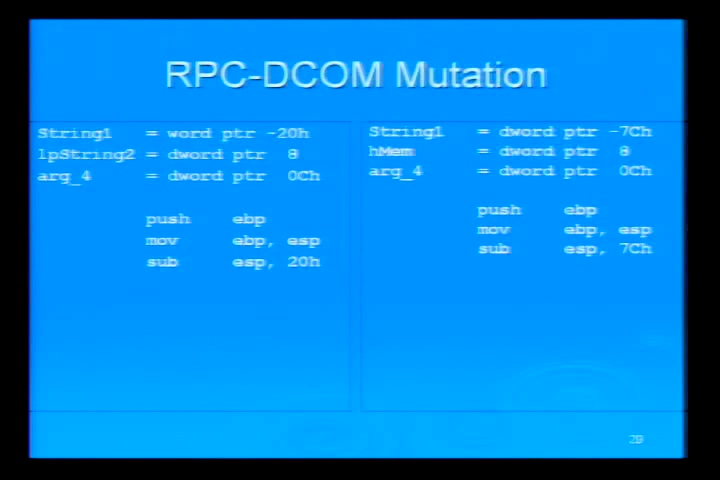 RPC-DCOM Mutation
String1 = word ptr -20h
lpString2 = dword ptr 8
arg_4 = dword ptr 0Ch
push ebp
mov ebp, esp
sub esp, 20h
String1 = dword ptr -7Ch
hMem = dword ptr 8
arg_4 = dword ptr 0Ch
push ebp
mov ebp, esp
sub esp, 7Ch
20